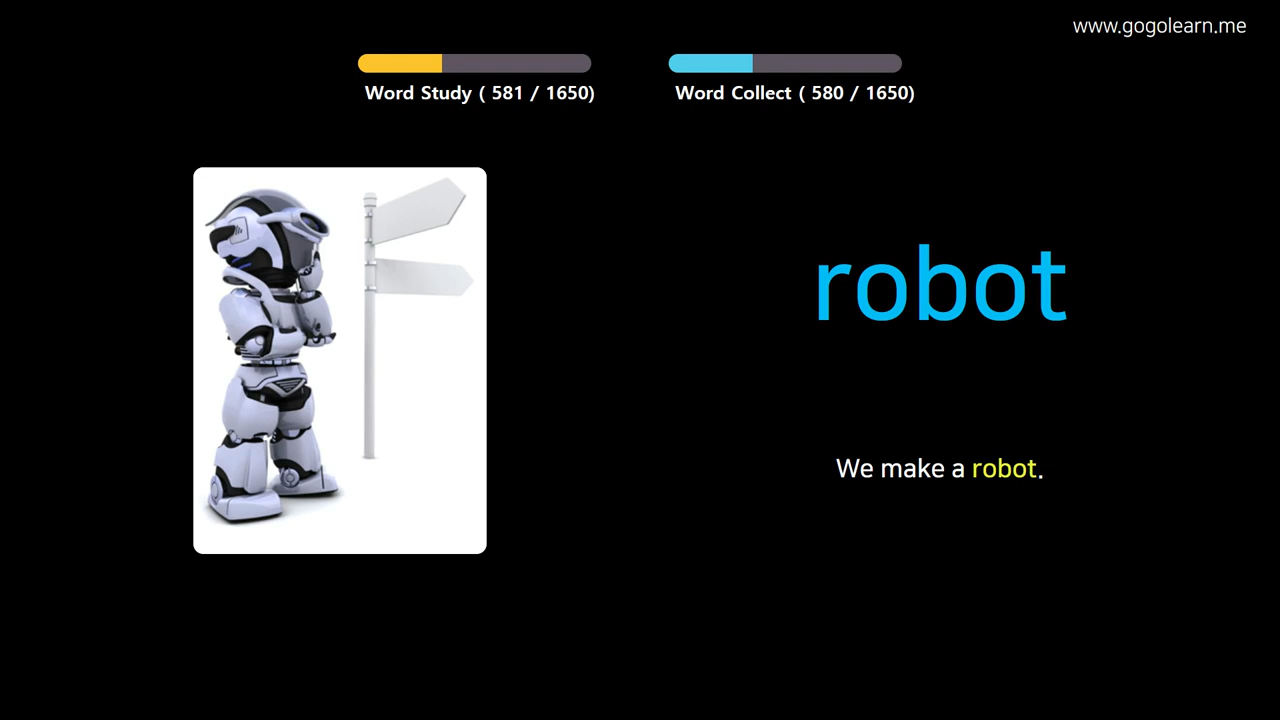 www.gogolearn.me
Word Study ( 581 / 1650)
Word Collect ( 580 / 1650)
robot
We make a robot.